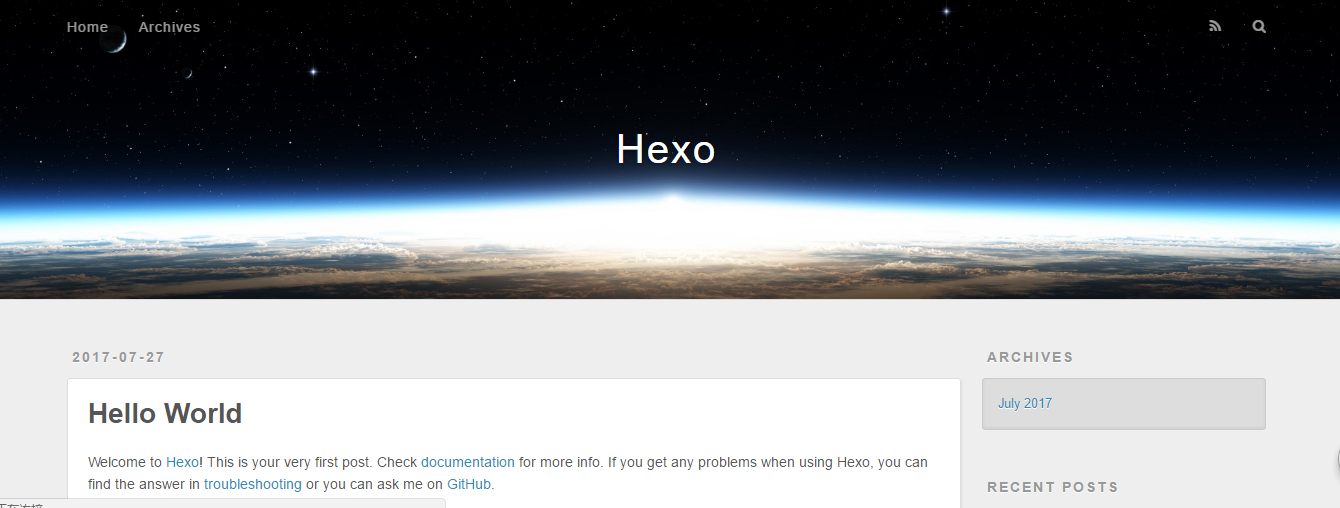 Home Archives
Hexo
2017-07-27
Hello World
Welcome to Hexo! This is your very first post. Check documentation for more info. If you get any problems when using Hexo, you can
find the answer in troubleshooting or you can ask me on GitHub.
ARCHIVES
July 2017
RECENT POSTS